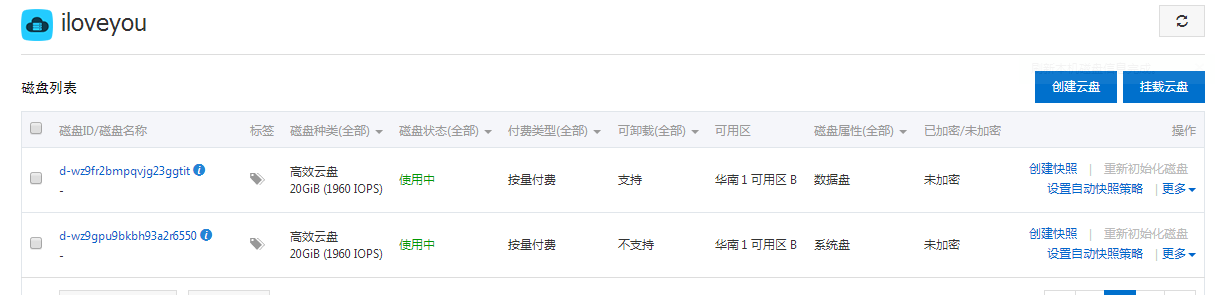 iloveyou
磁盘列表
创建云盘 挂载云盘
磁盘ID/磁盘名称 标签 磁盘种类(全部) 磁盘状态(全部) 付费类型(全部) 可卸载(全部) 可用区 磁盘属性(全部) 已加密/未加密 操作
d-wz9fr2bmpqvjg23ggtit 高效云盘 使用中 按量付费 支持 华南 1 可用区 B 数据盘 未加密 创建快照 | 重新初始化磁盘
- 20GiB (1960 IOPS) 设置自动快照策略 | 更多
d-wz9gpu9bkbh93a2r6550 高效云盘 使用中 按量付费 不支持 华南 1 可用区 B 系统盘 未加密 创建快照 | 重新初始化磁盘
- 20GiB (1960 IOPS) 设置自动快照策略 | 更多